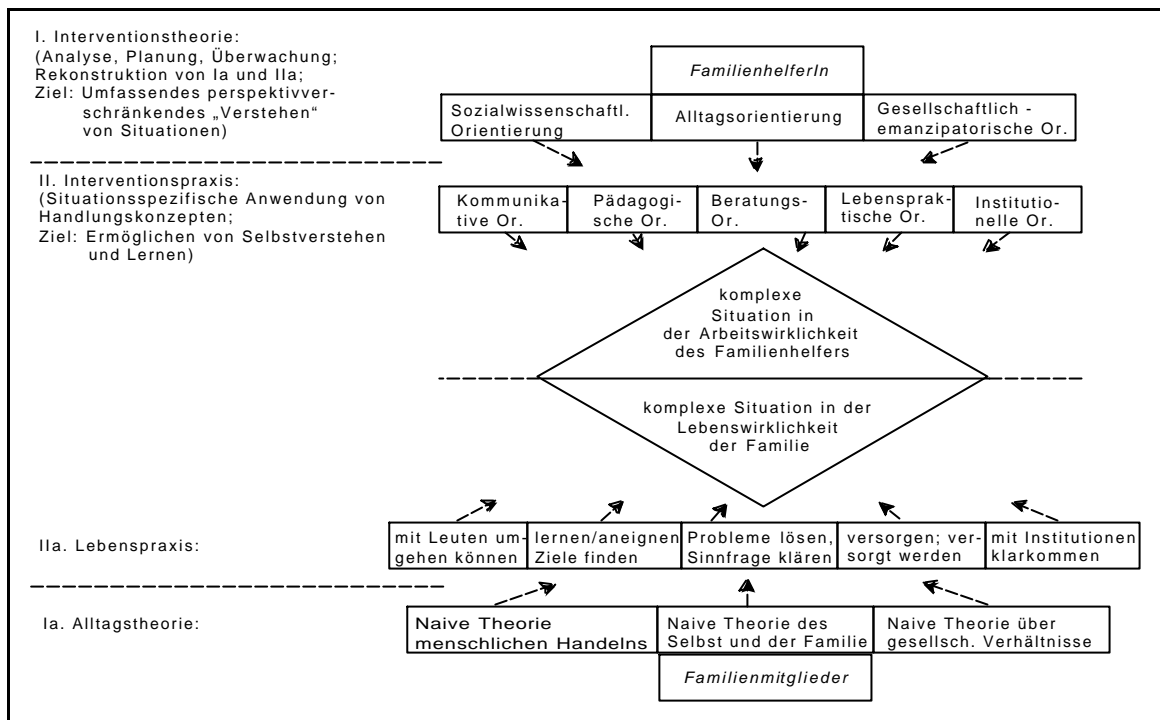 I. Interventionstheorie:
(Analyse, Planung, Überwachung;
Rekonstruktion von Ia und IIa;
Ziel: Umfassendes perspektivver-
schränkendes „Verstehen“
von Situationen)
FamilienhelferIn
Sozialwissenschaftl.
Orientierung
Alltagsorientierung
Gesellschaftlich -
emanzipatorische Or.
II. Interventionspraxis:
(Situationsspezifische Anwendung von
Handlungskonzepten;
Ziel: Ermöglichen von Selbstverstehen
und Lernen)
Kommunika-
tive Or.
Pädagogi-
sche Or.
Beratungs-
Or.
Lebensprak-
tische Or.
Institutio-
nelle Or.
komplexe
Situation in
der Arbeitswirklichkeit
des Familienhelfers
komplexe Situation in der
Lebenswirklichkeit
der Familie
IIa. Lebenspraxis:
mit Leuten um-
gehen können
lernen/aneignen
Ziele finden
Probleme lösen,
Sinnfrage klären
versorgen; ver-
sorgt werden
mit Institutionen
klarkommen
Ia. Alltagstheorie:
Naive Theorie
menschlichen Handelns
Naive Theorie des
Selbst und der Familie
Naive Theorie über
gesellsch. Verhältnisse
Familienmitglieder